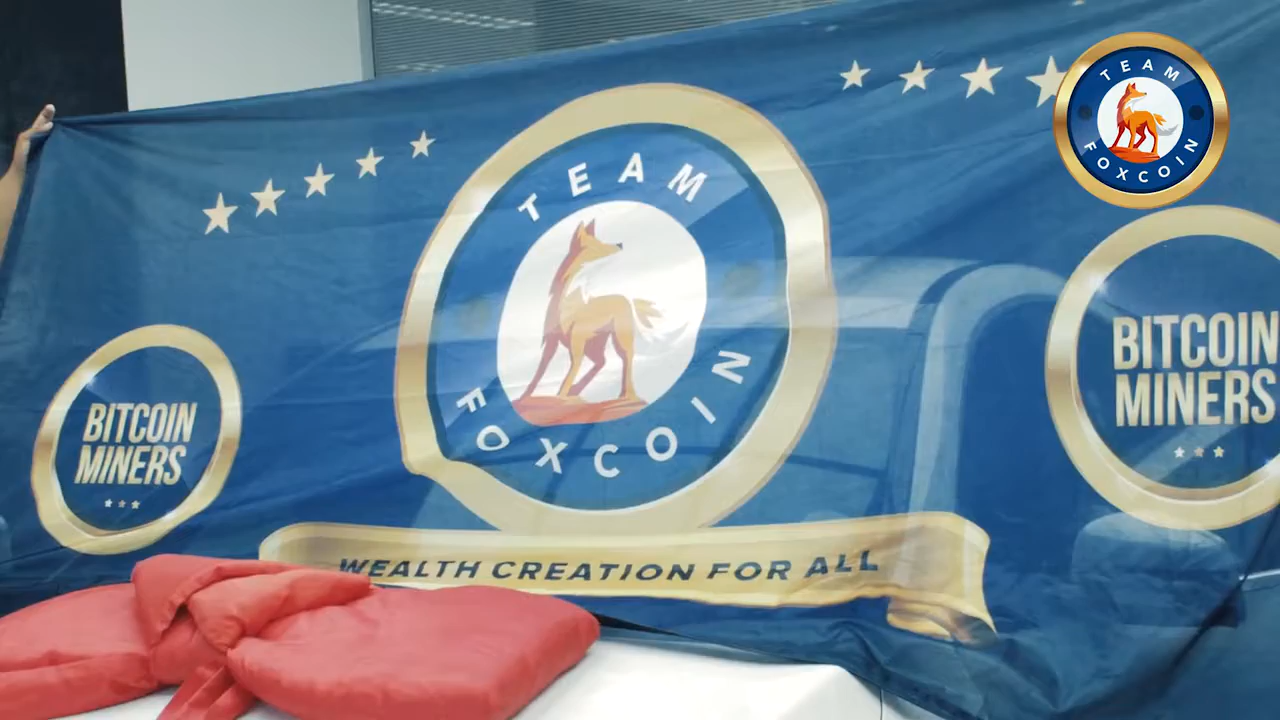 TEAM
FOXCOIN
TEAM
FOXCOIN
BITCOIN
MINERS
BITCOIN
MINERS
WEALTH CREATION FOR ALL